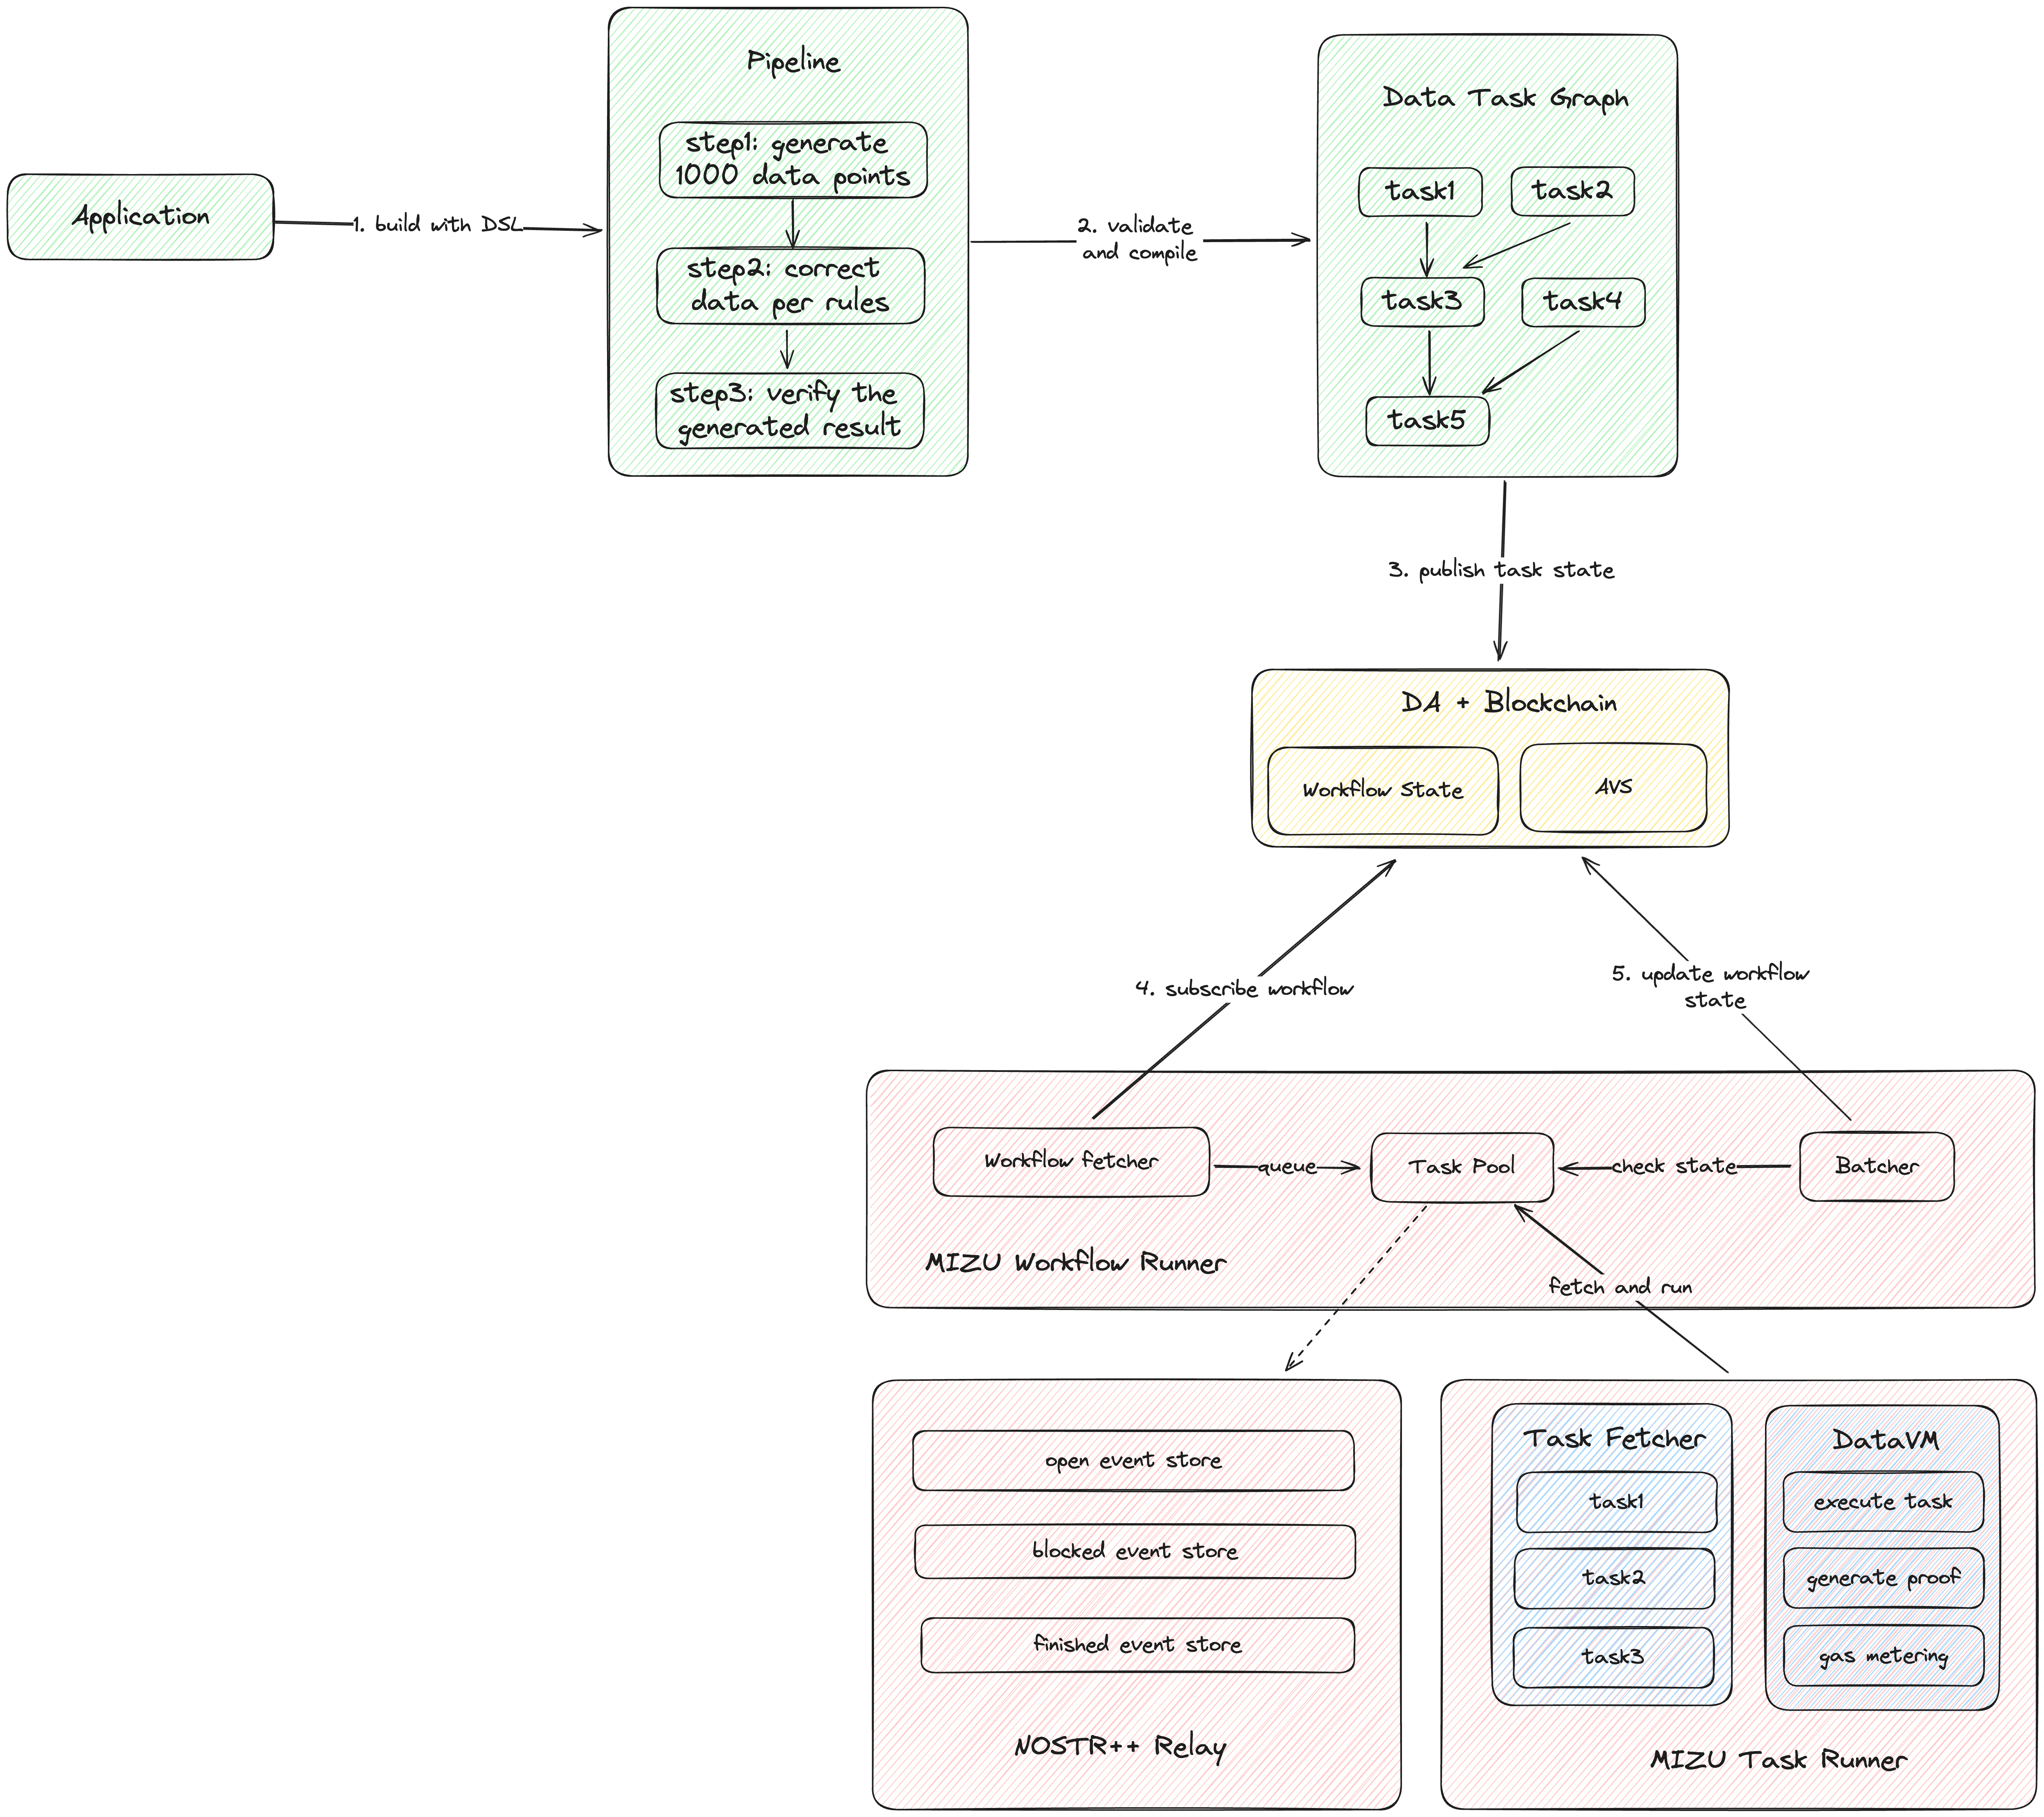 Pipeline
step1: generate
1000 data points
step2: correct
data per rules
step3: verify the
generated result
Application
1. build with DSL
2. validate
and compile
Data Task Graph
task1
task2
task3
task4
task5
3. publish task state
DA + Blockchain
Workflow State
AVS
4. subscribe workflow
5. update workflow
state
Workflow fetcher
queue
Task Pool
check state
Batcher
MIZU Workflow Runner
fetch and run
open event store
blocked event store
finished event store
NOSTR++ Relay
Task Fetcher
task1
task2
task3
DataVM
execute task
generate proof
gas metering
MIZU Task Runner